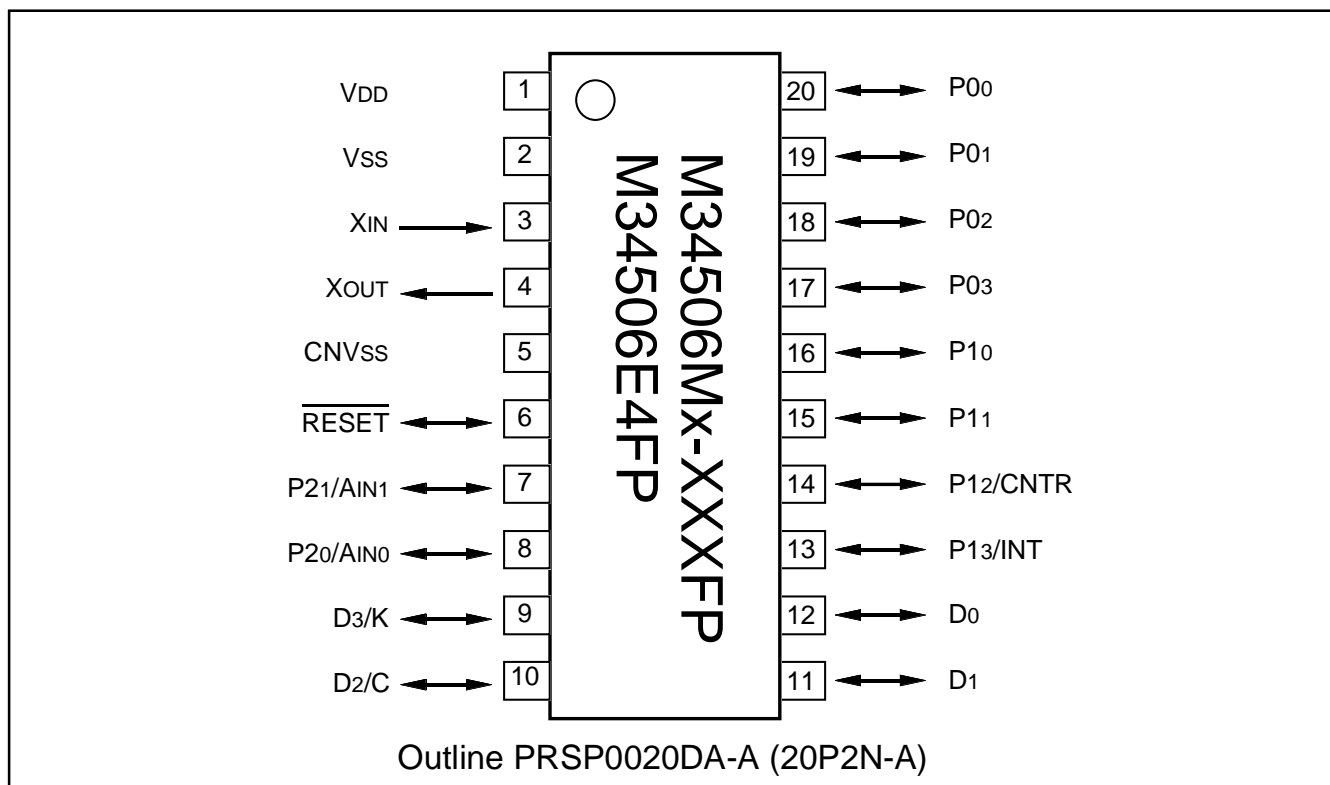 VDD 1 20 P00
VSS 2 19 P01
XIN 3 18 P02
XOUT 4 17 P03
CNVSS 5 16 P10
RESET 6 15 P11
P21/AIN1 7 14 P12/CNTR
P20/AIN0 8 13 P13/INT
D3/K 9 12 D0
D2/C 10 11 D1
M34506Mx-XXXFP
M34506E4FP
Outline PRSP0020DA-A (20P2N-A)